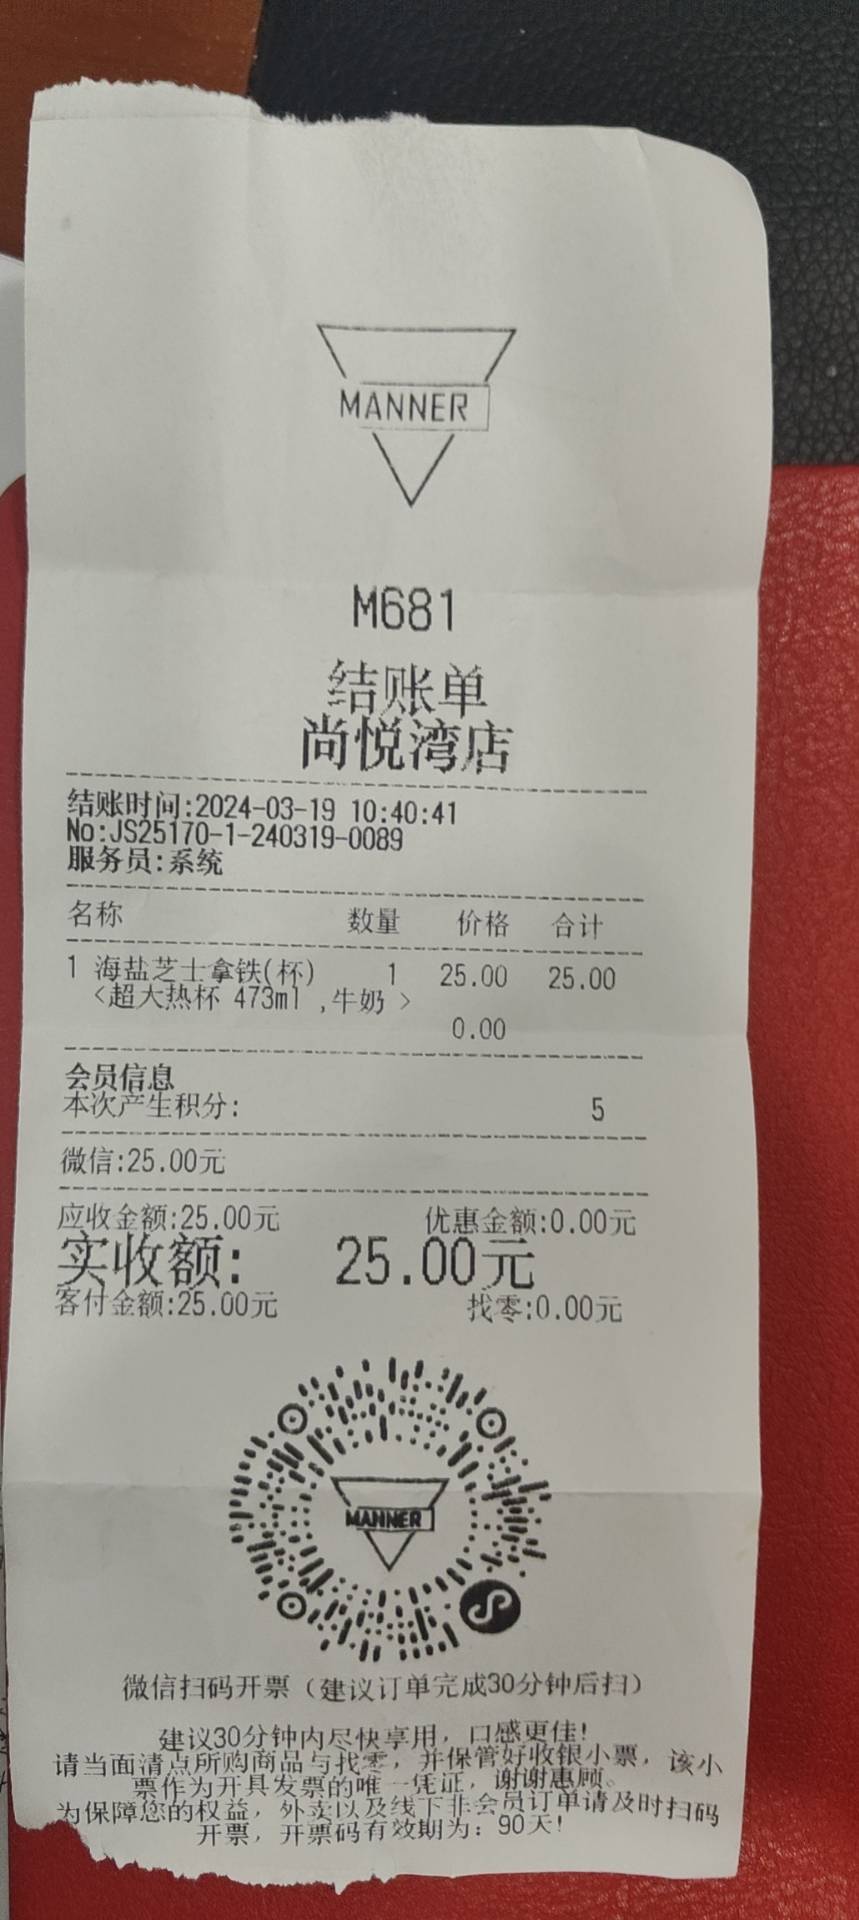 MANNER
M681
结账单
尚悦湾店
结账时间:2024-03-19 10:40:41
No:JS25170-1-240319-0089
服务员:系统
名称 数量 价格 合计
1 海盐芝士拿铁(杯) 1 25.00 25.00
<超大热杯 473ml ,牛奶 >
0.00
会员信息
本次产生积分: 5
微信:25.00元
应收金额:25.00元 优惠金额:0.00元
实收额: 25.00元
客付金额:25.00元 找零:0.00元
MANNER
微信扫码开票（建议订单完成30分钟后扫）
建议30分钟内尽快享用，口感更佳!
请当面清点所购商品与找零，并保管好收银小票，该小
票作为开具发票的唯一凭证，谢谢惠顾。
为保障您的权益，外卖以及线下非会员订单请及时扫码
开票，开票码有效期为：90天!